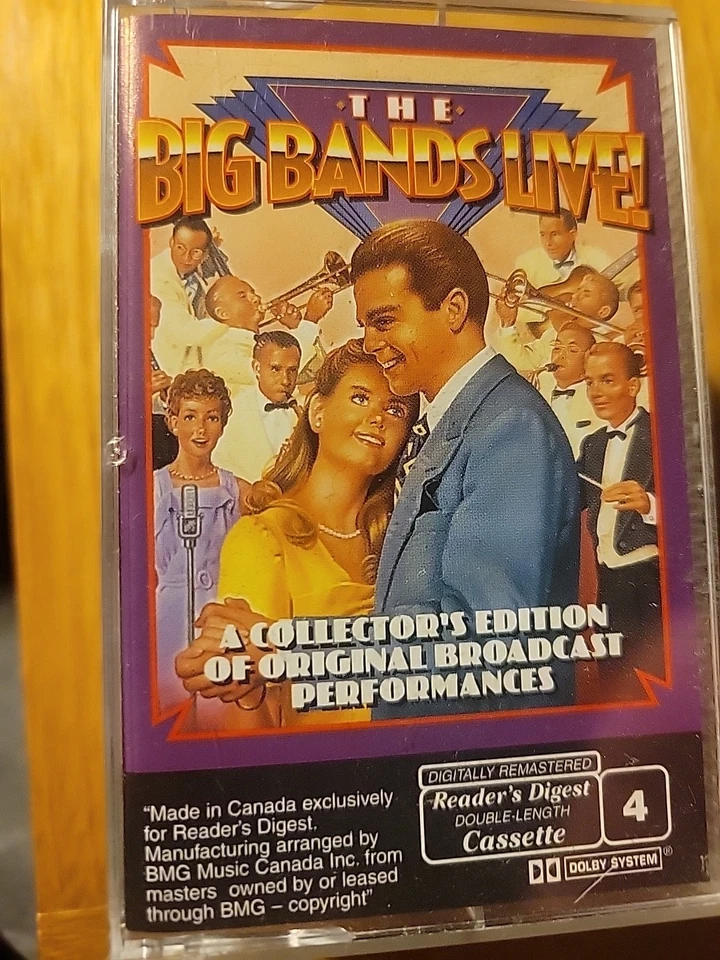 THE
BIG BANDS LIVE!
A COLLECTOR'S EDITION
OF ORIGINAL BROADCAST
PERFORMANCES
"Made in Canada exclusively
for Reader's Digest.
Manufacturing arranged by
BMG Music Canada Inc. from
masters owned by or leased
through BMG – copyright"
DIGITALLY REMASTERED
Reader's Digest
DOUBLE-LENGTH
Cassette
4
DOLBY SYSTEM®